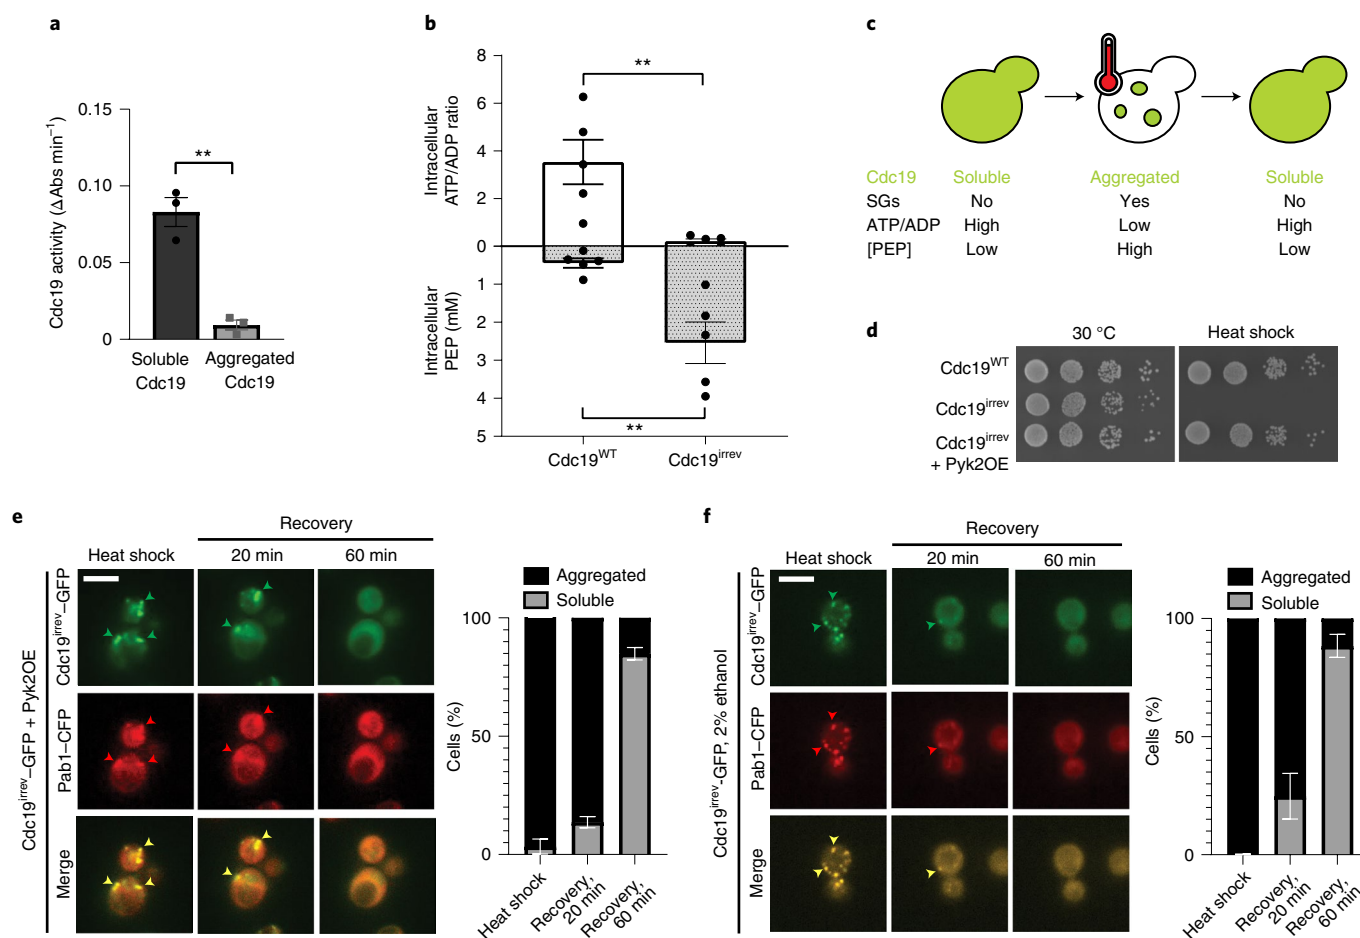 a
Cdc19 activity (ΔAbs min⁻¹)
0.15
0.10
0.05
0
**
Soluble Cdc19
Aggregated Cdc19
b
Intracellular ATP/ADP ratio
Intracellular PEP (mM)
8
6
4
2
0
1
2
3
4
5
**
**
Cdc19ᵂᵀ
Cdc19ⁱʳʳᵉᵛ
c
Cdc19 Soluble Aggregated Soluble
SGs No Yes No
ATP/ADP High Low High
[PEP] Low High Low
d
30 °C
Heat shock
Cdc19ᵂᵀ
Cdc19ⁱʳʳᵉᵛ
Cdc19ⁱʳʳᵉᵛ
+ Pyk2OE
e
Recovery
Heat shock
20 min
60 min
Cdc19ⁱʳʳᵉᵛ–GFP + Pyk2OE
Cdc19ⁱʳʳᵉᵛ–GFP
Pab1–CFP
Merge
Aggregated
Soluble
Cells (%)
100
50
0
Heat shock
Recovery, 20 min
Recovery, 60 min
f
Recovery
Heat shock
20 min
60 min
Cdc19ⁱʳʳᵉᵛ-GFP, 2% ethanol
Cdc19ⁱʳʳᵉᵛ–GFP
Pab1–CFP
Merge
Aggregated
Soluble
Cells (%)
100
50
0
Heat shock
Recovery, 20 min
Recovery, 60 min